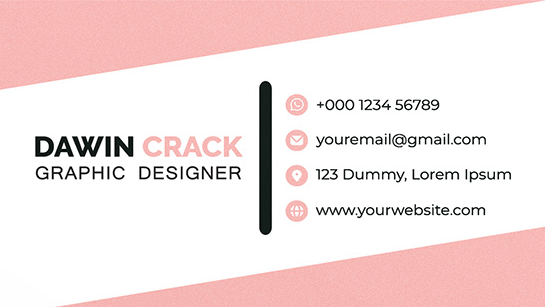 DAWIN CRACK
GRAPHIC DESIGNER
+000 1234 56789
youremail@gmail.com
123 Dummy, Lorem Ipsum
www.yourwebsite.com